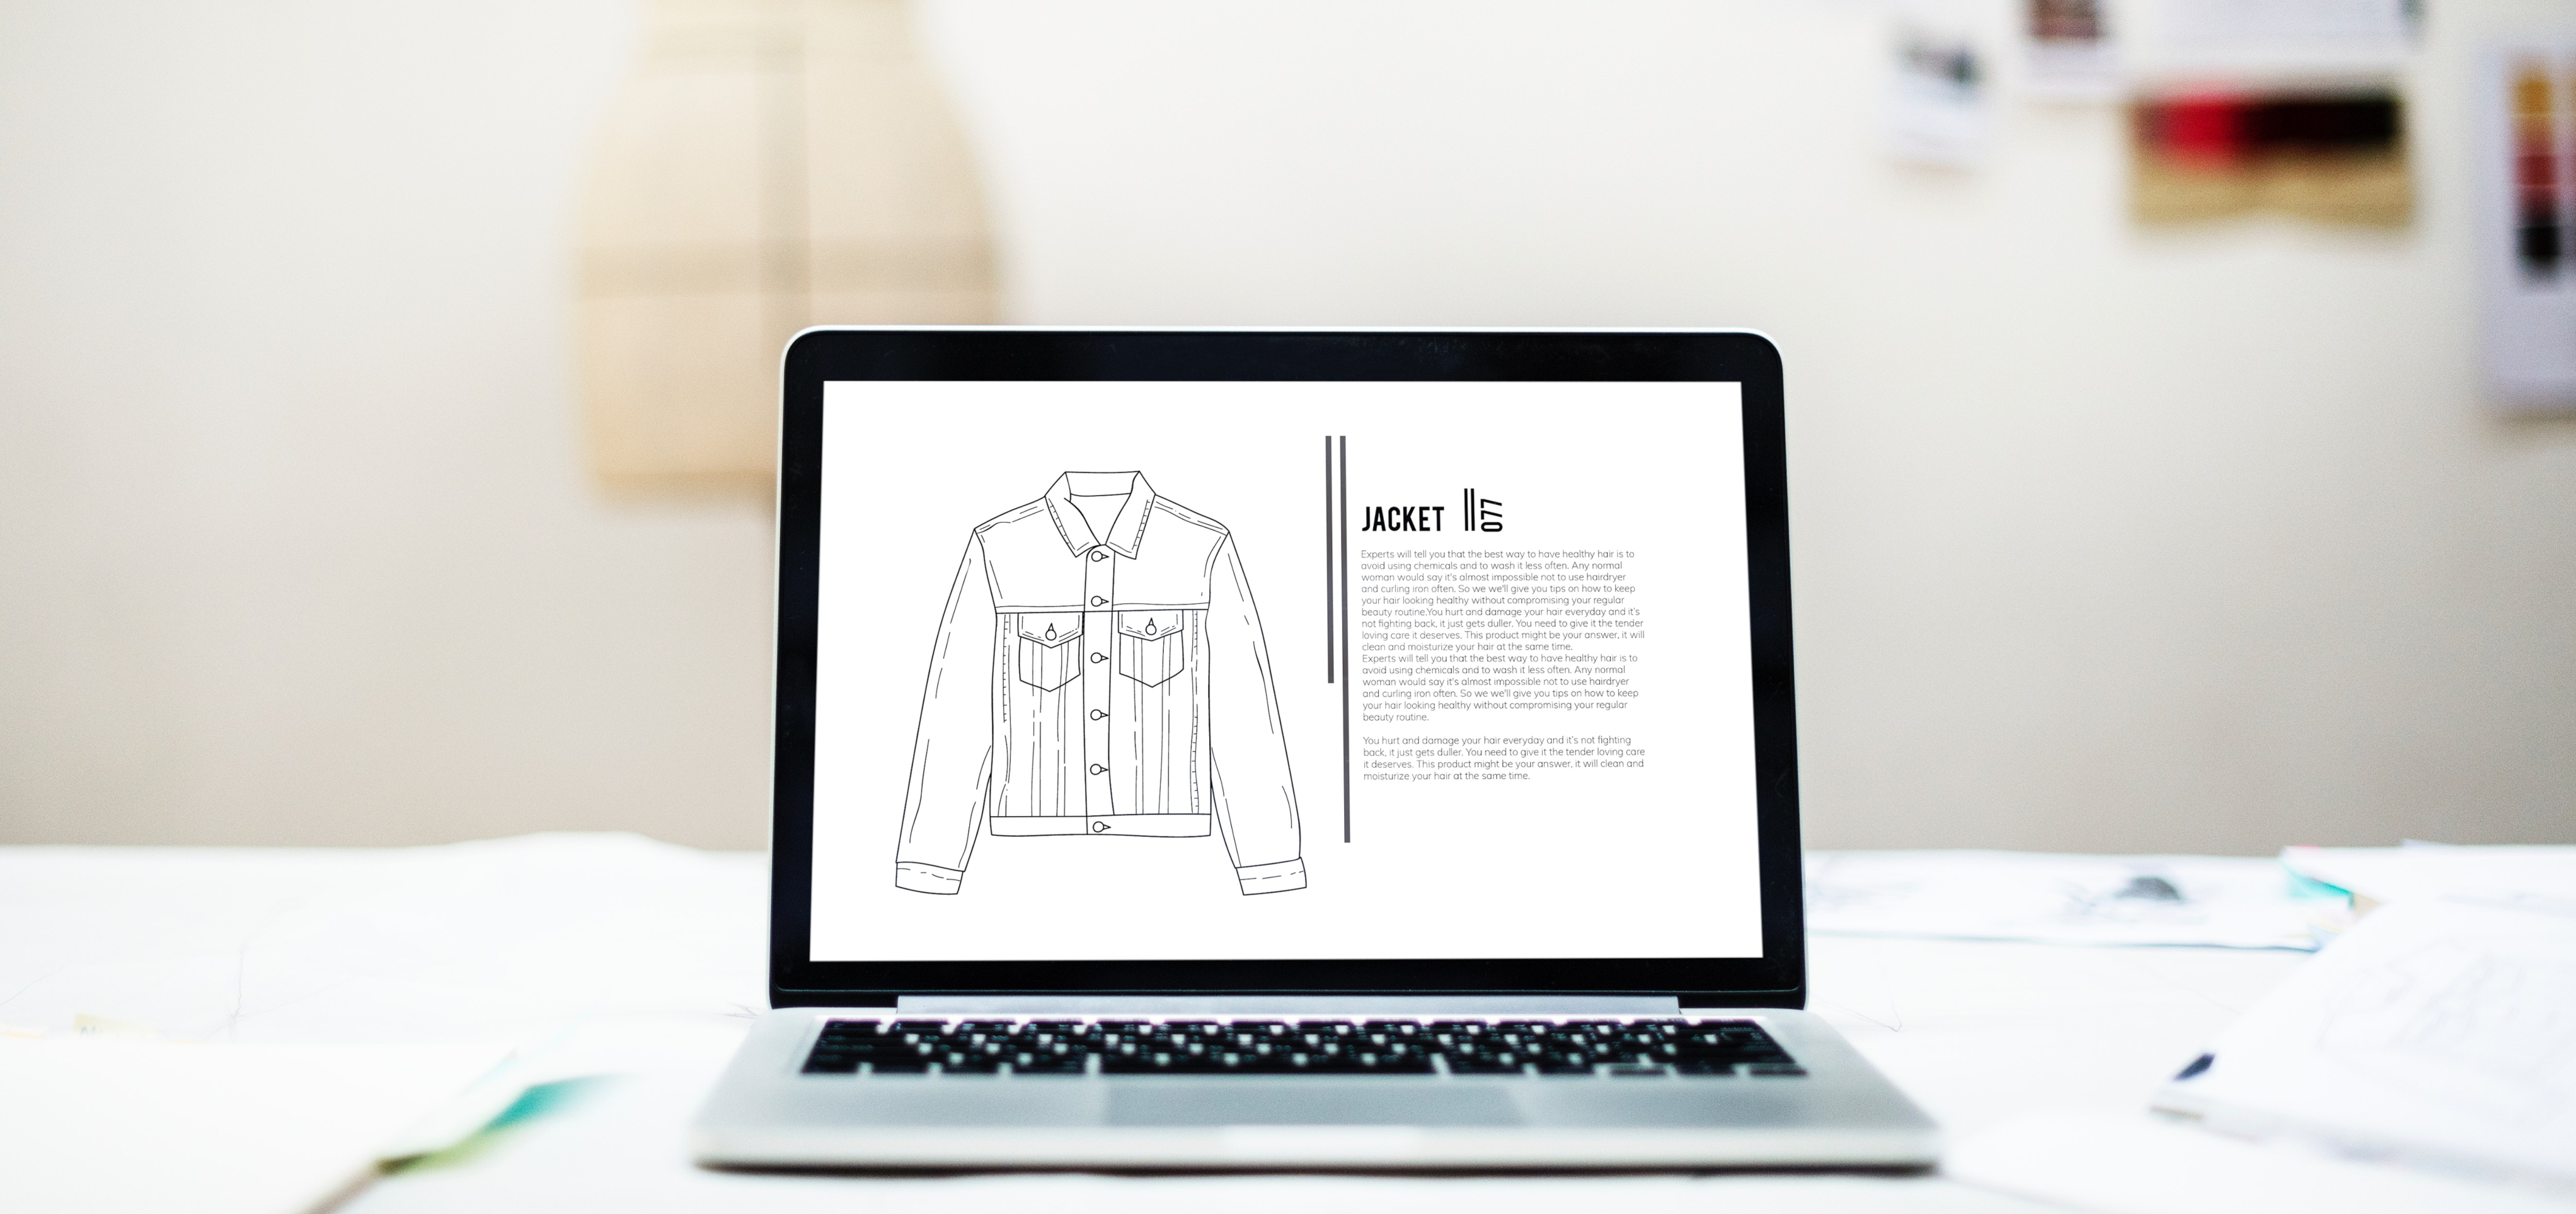 JACKET 077
Experts will tell you that the best way to have healthy hair is to
avoid using chemicals and to wash it less often. Any normal
woman would say it's almost impossible not to use hairdryer
and curling iron often. So we we'll give you tips on how to keep
your hair looking healthy without compromising your regular
beauty routine.You hurt and damage your hair everyday and it's
not fighting back, it just gets duller. You need to give it the tender
loving care it deserves. This product might be your answer, it will
clean and moisturize your hair at the same time.
Experts will tell you that the best way to have healthy hair is to
avoid using chemicals and to wash it less often. Any normal
woman would say it's almost impossible not to use hairdryer
and curling iron often. So we we'll give you tips on how to keep
your hair looking healthy without compromising your regular
beauty routine.
You hurt and damage your hair everyday and it's not fighting
back, it just gets duller. You need to give it the tender loving care
it deserves. This product might be your answer, it will clean and
moisturize your hair at the same time.